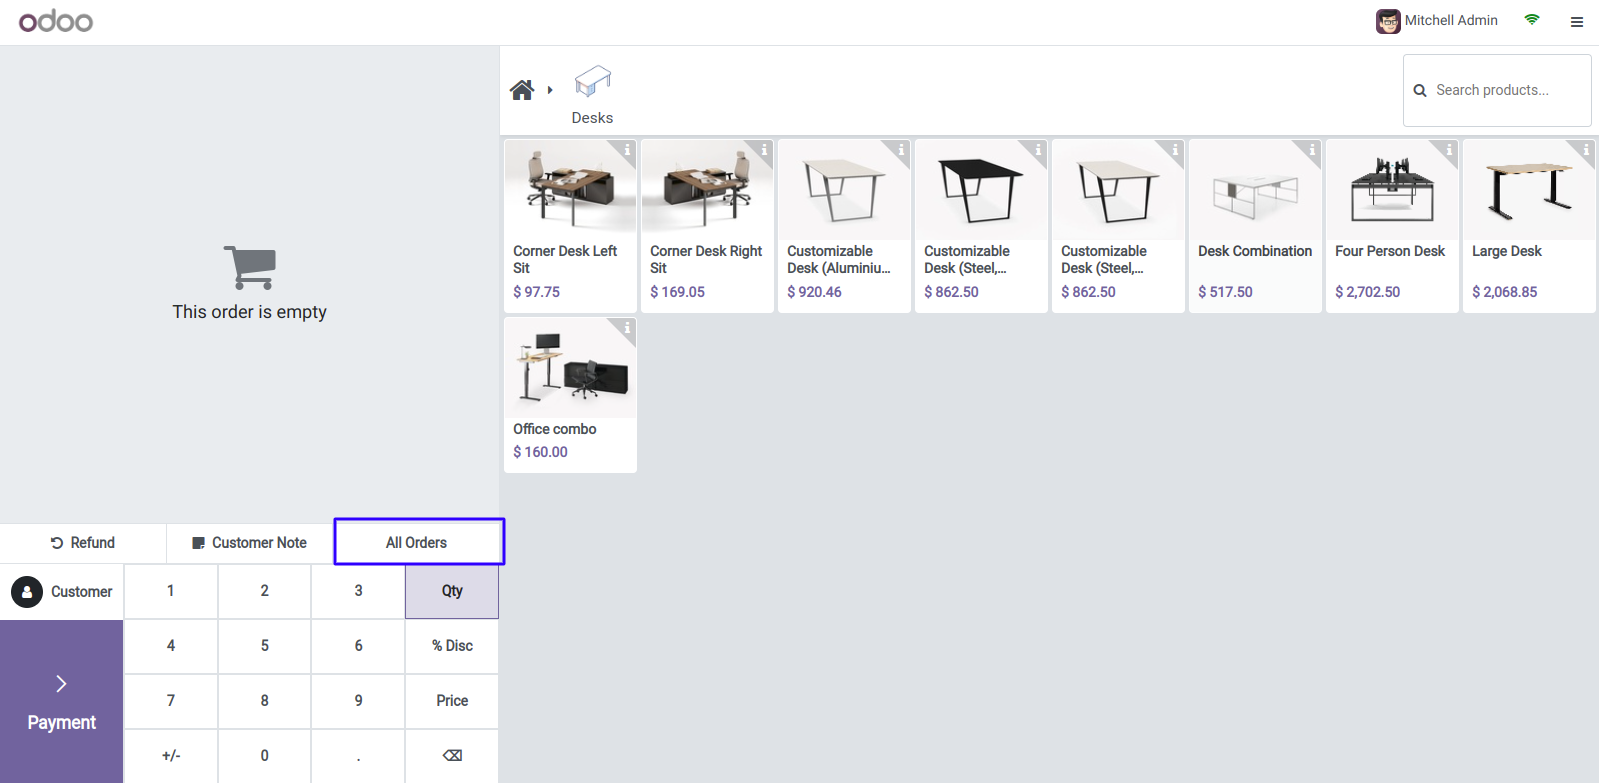 odoo
Mitchell Admin
Desks
Search products...
This order is empty
Corner Desk Left
Sit
$ 97.75
Corner Desk Right
Sit
$ 169.05
Customizable
Desk (Aluminiu...
$ 920.46
Customizable
Desk (Steel,...
$ 862.50
Customizable
Desk (Steel,...
$ 862.50
Desk Combination
$ 517.50
Four Person Desk
$ 2,702.50
Large Desk
$ 2,068.85
Office combo
$ 160.00
Refund
Customer Note
All Orders
Customer
1
2
3
Qty
4
5
6
% Disc
Payment
7
8
9
Price
+/-
0
.
⌫